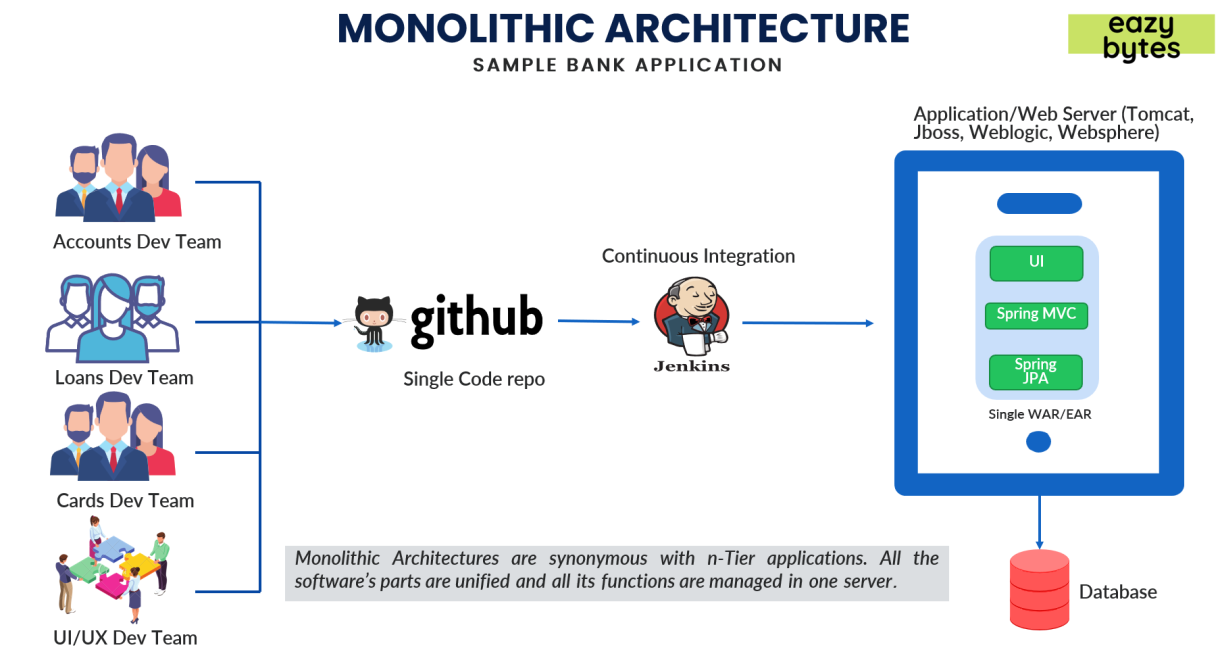 MONOLITHIC ARCHITECTURE
SAMPLE BANK APPLICATION
eazy
bytes
Application/Web Server (Tomcat,
Jboss, Weblogic, Websphere)
Accounts Dev Team
Loans Dev Team
Cards Dev Team
UI/UX Dev Team
github
Single Code repo
Continuous Integration
Jenkins
UI
Spring MVC
Spring
JPA
Single WAR/EAR
Monolithic Architectures are synonymous with n-Tier applications. All the
software's parts are unified and all its functions are managed in one server.
Database